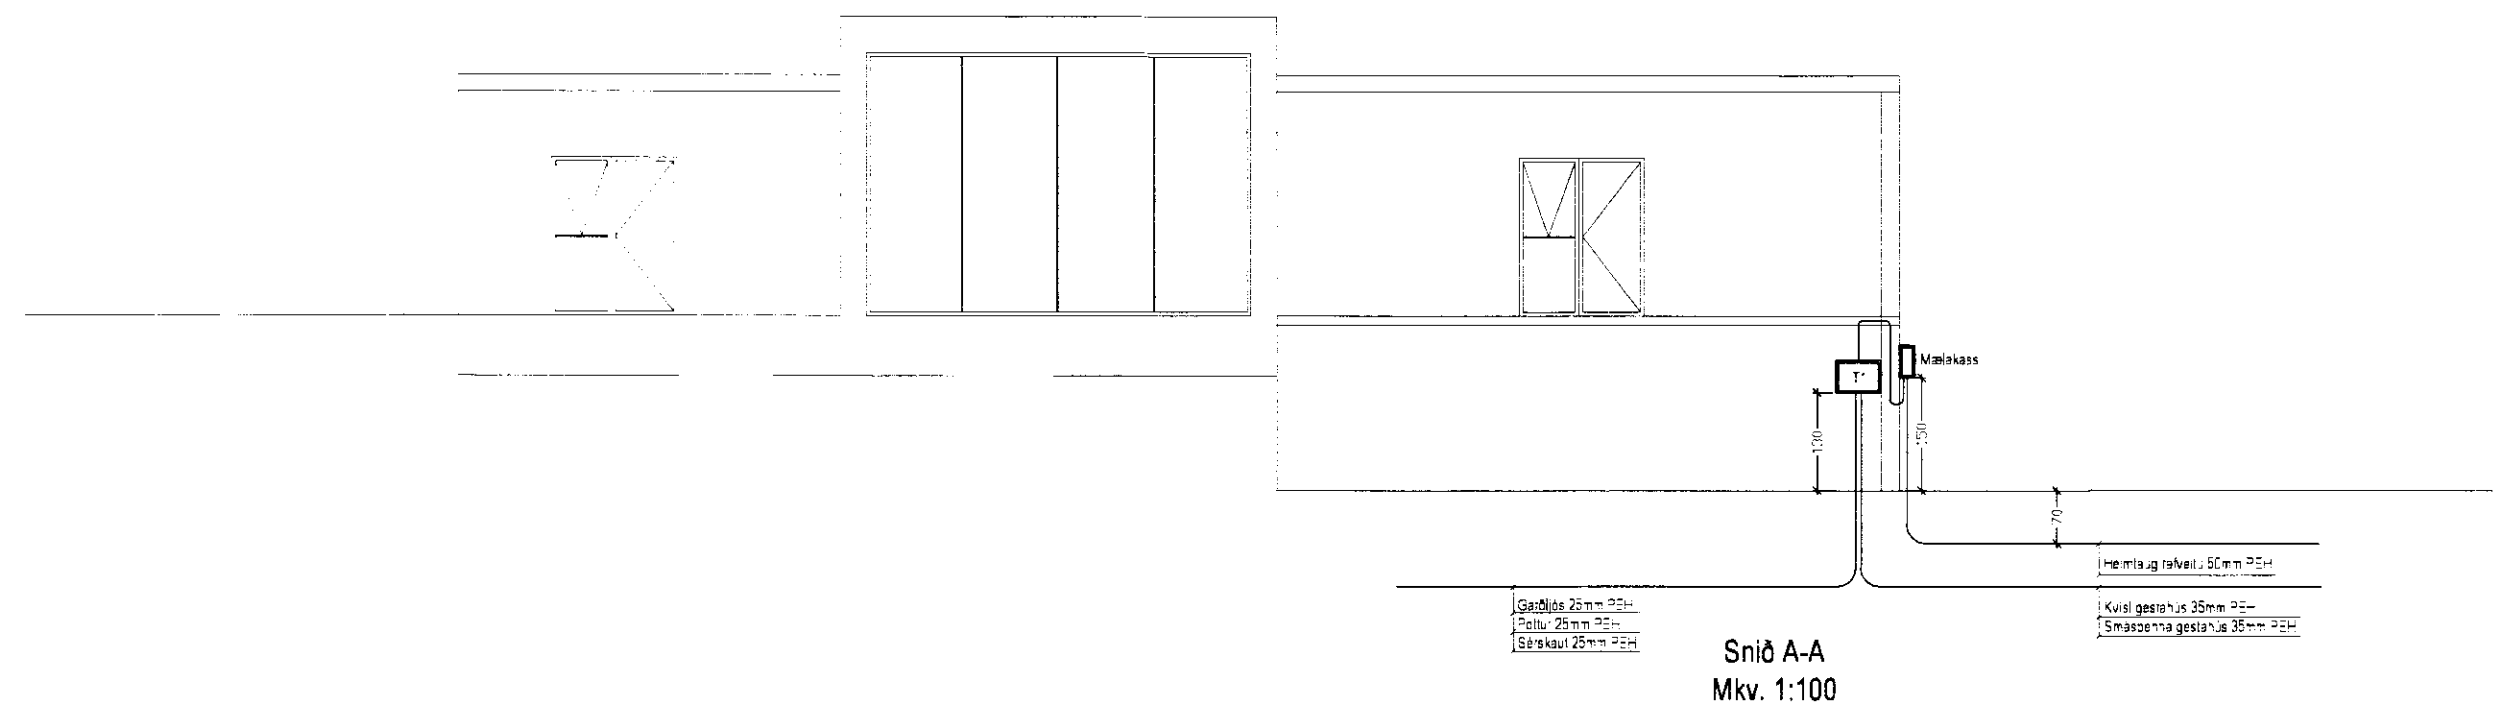 Mælakass
T1
130
150
70
Heimtaug rafveitu 50mm PEH
Garðljós 25mm PEH
Pottur 25mm PEH
Sérskaut 25mm PEH
Kvísl gestahús 35mm PEH
Smáspenna gestahús 35mm PEH
Snið A-A
Mkv. 1:100